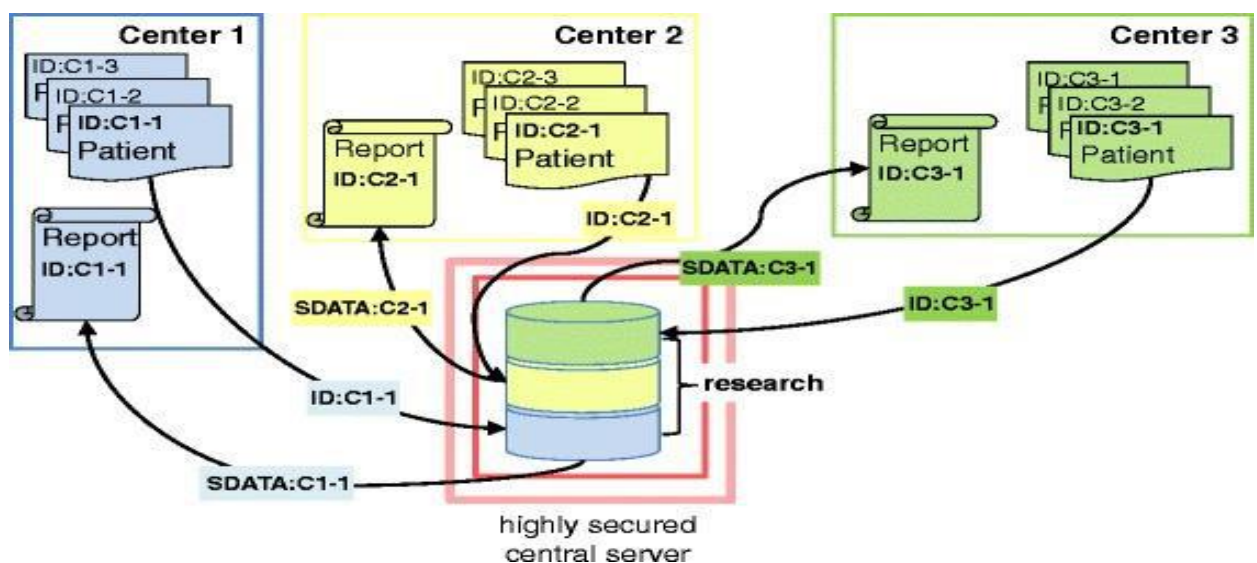 Center 1
ID:C1-3
ID:C1-2
ID:C1-1
Patient
Report
ID:C1-1
Center 2
ID:C2-3
ID:C2-2
ID:C2-1
Patient
Report
ID:C2-1
ID:C2-1
Center 3
ID:C3-1
ID:C3-2
ID:C3-1
Patient
Report
ID:C3-1
SDATA:C2-1
SDATA:C3-1
ID:C3-1
ID:C1-1
research
SDATA:C1-1
highly secured
central server